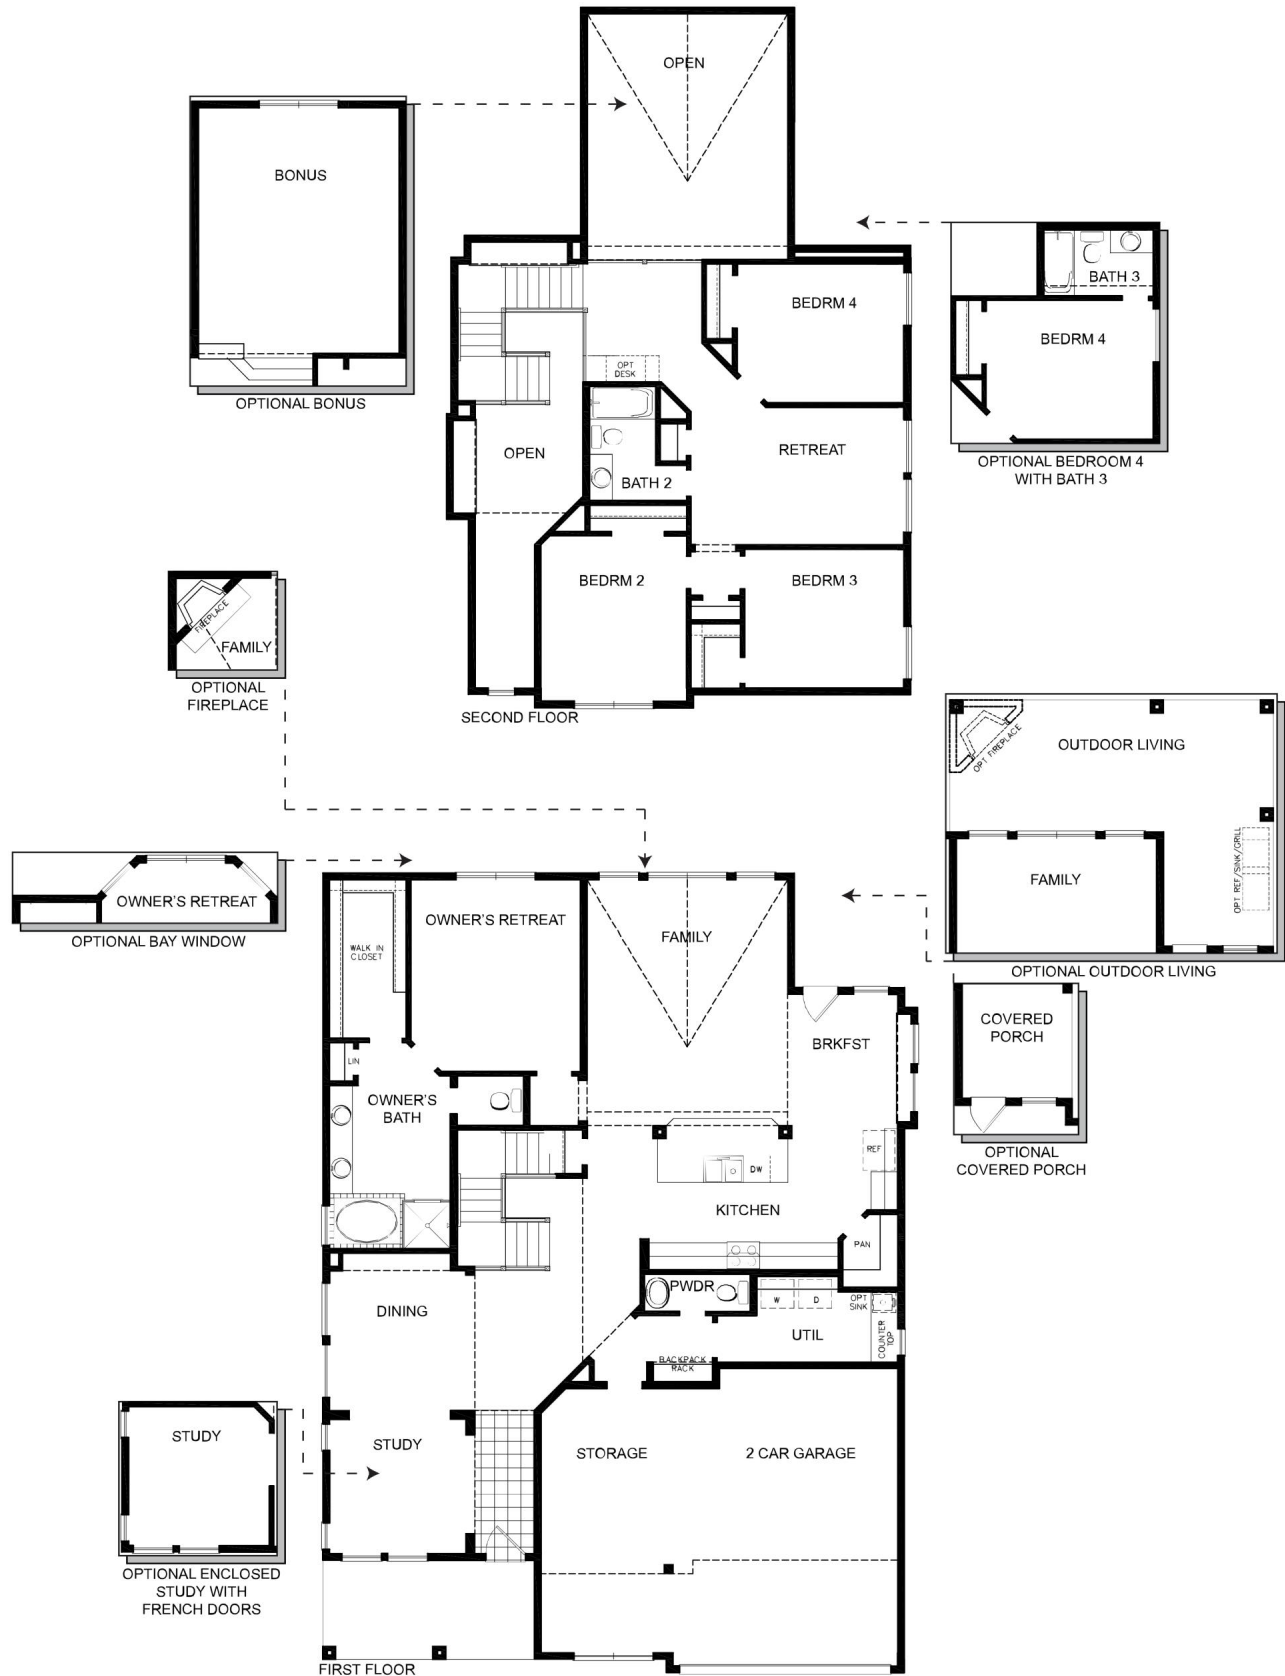 OPEN
BONUS
OPTIONAL BONUS
BATH 3
BEDRM 4
OPTIONAL BEDROOM 4
WITH BATH 3
BEDRM 4
OPT
DESK
OPEN
RETREAT
BATH 2
BEDRM 2
BEDRM 3
SECOND FLOOR
FIREPLACE
FAMILY
OPTIONAL
FIREPLACE
OUTDOOR LIVING
OPT FIREPLACE
OPT REF/SINK/GRILL
FAMILY
OPTIONAL OUTDOOR LIVING
OWNER'S RETREAT
OPTIONAL BAY WINDOW
OWNER'S RETREAT
WALK IN
CLOSET
FAMILY
BRKFST
COVERED
PORCH
OPTIONAL
COVERED PORCH
LIN
OWNER'S
BATH
REF
DW
KITCHEN
PAN
PWDR
W
D
OPT
SINK
COUNTER
TOP
UTIL
BACKPACK
RACK
DINING
STUDY
STUDY
OPTIONAL ENCLOSED
STUDY WITH
FRENCH DOORS
STORAGE
2 CAR GARAGE
FIRST FLOOR